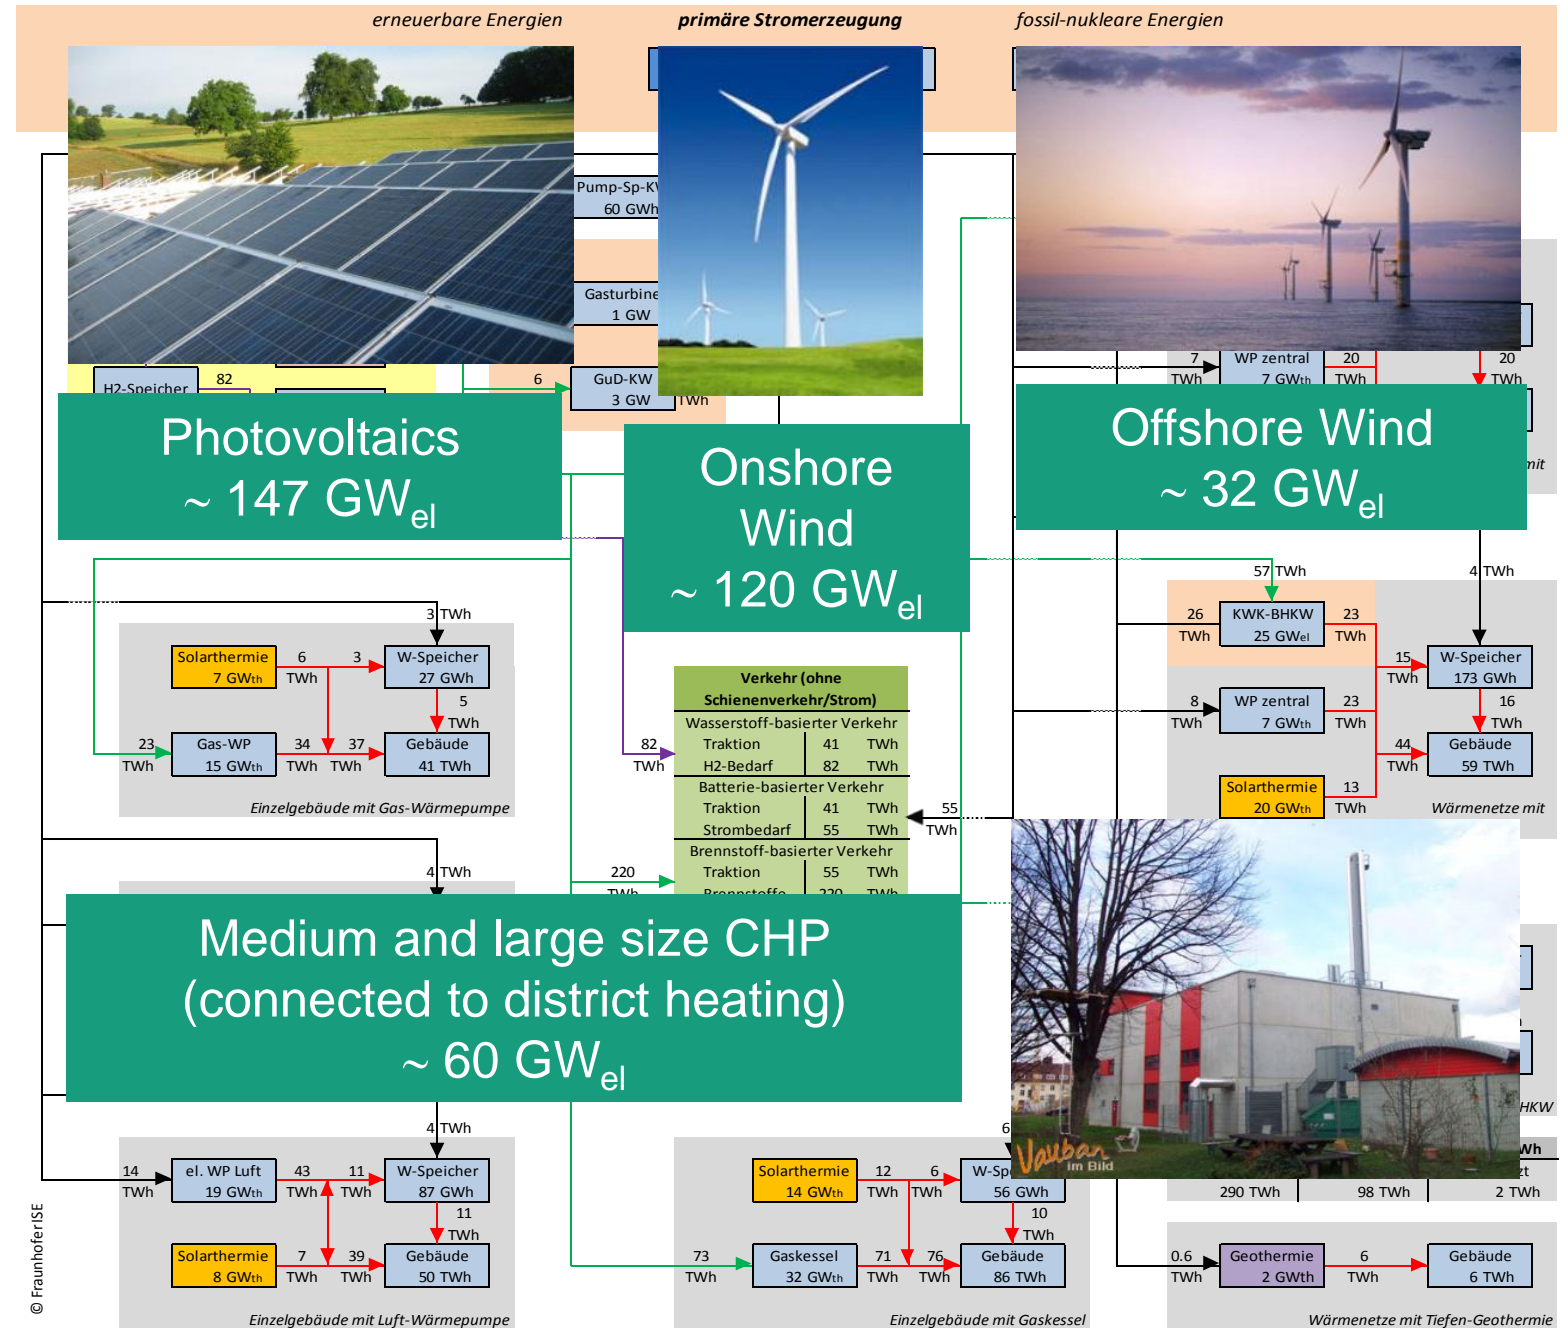 erneuerbare Energien
primäre Stromerzeugung
fossil-nukleare Energien
Pump-Sp-KW
60 GWh
Gasturbine
1 GW
6
GuD-KW
3 GW
TWh
H2-Speicher
82
7
TWh
WP zentral
7 GWth
20
TWh
20
TWh
mit
Photovoltaics
~ 147 GWel
Onshore
Wind
~ 120 GWel
Offshore Wind
~ 32 GWel
3 TWh
Solarthermie
7 GWth
6
TWh
3
W-Speicher
27 GWh
5
TWh
23
TWh
Gas-WP
15 GWth
34
TWh
37
TWh
Gebäude
41 TWh
Einzelgebäude mit Gas-Wärmepumpe
82
TWh
Verkehr (ohne
Schienenverkehr/Strom)
Wasserstoff-basierter Verkehr
Traktion 41 TWh
H2-Bedarf 82 TWh
Batterie-basierter Verkehr
Traktion 41 TWh
Strombedarf 55 TWh
Brennstoff-basierter Verkehr
Traktion 55 TWh
Brennstoffe 220 TWh
55
TWh
220
TWh
57 TWh
4 TWh
26
TWh
KWK-BHKW
25 GWel
23
TWh
15
TWh
W-Speicher
173 GWh
8
TWh
WP zentral
7 GWth
23
TWh
16
TWh
44
TWh
Gebäude
59 TWh
Solarthermie
20 GWth
13
TWh
Wärmenetze mit
4 TWh
Medium and large size CHP
(connected to district heating)
~ 60 GWel
HKW
Vauban
im Bild
Wh
zt
290 TWh
98 TWh
2 TWh
4 TWh
14
TWh
el. WP Luft
19 GWth
43
TWh
11
TWh
W-Speicher
87 GWh
11
TWh
Solarthermie
8 GWth
7
TWh
39
TWh
Gebäude
50 TWh
Einzelgebäude mit Luft-Wärmepumpe
6
Solarthermie
14 GWth
12
TWh
6
TWh
W-Sp
56 GWh
10
TWh
73
TWh
Gaskessel
32 GWth
71
TWh
76
TWh
Gebäude
86 TWh
Einzelgebäude mit Gaskessel
0.6
TWh
Geothermie
2 GWth
6
TWh
Gebäude
6 TWh
Wärmenetze mit Tiefen-Geothermie
© Fraunhofer ISE